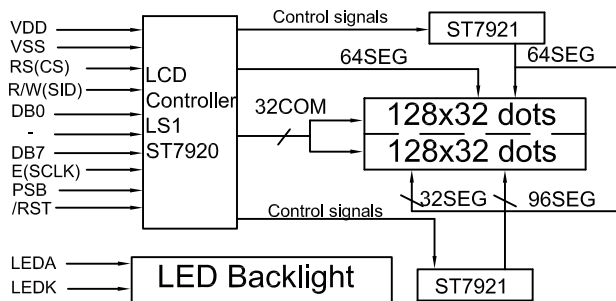 VDD
VSS
RS(CS)
R/W(SID)
DB0
-
DB7
E(SCLK)
PSB
/RST
LCD
Controller
LS1
ST7920
Control signals
ST7921
64SEG
64SEG
32COM
128x32 dots
128x32 dots
32SEG
96SEG
Control signals
ST7921
LEDA
LEDK
LED Backlight